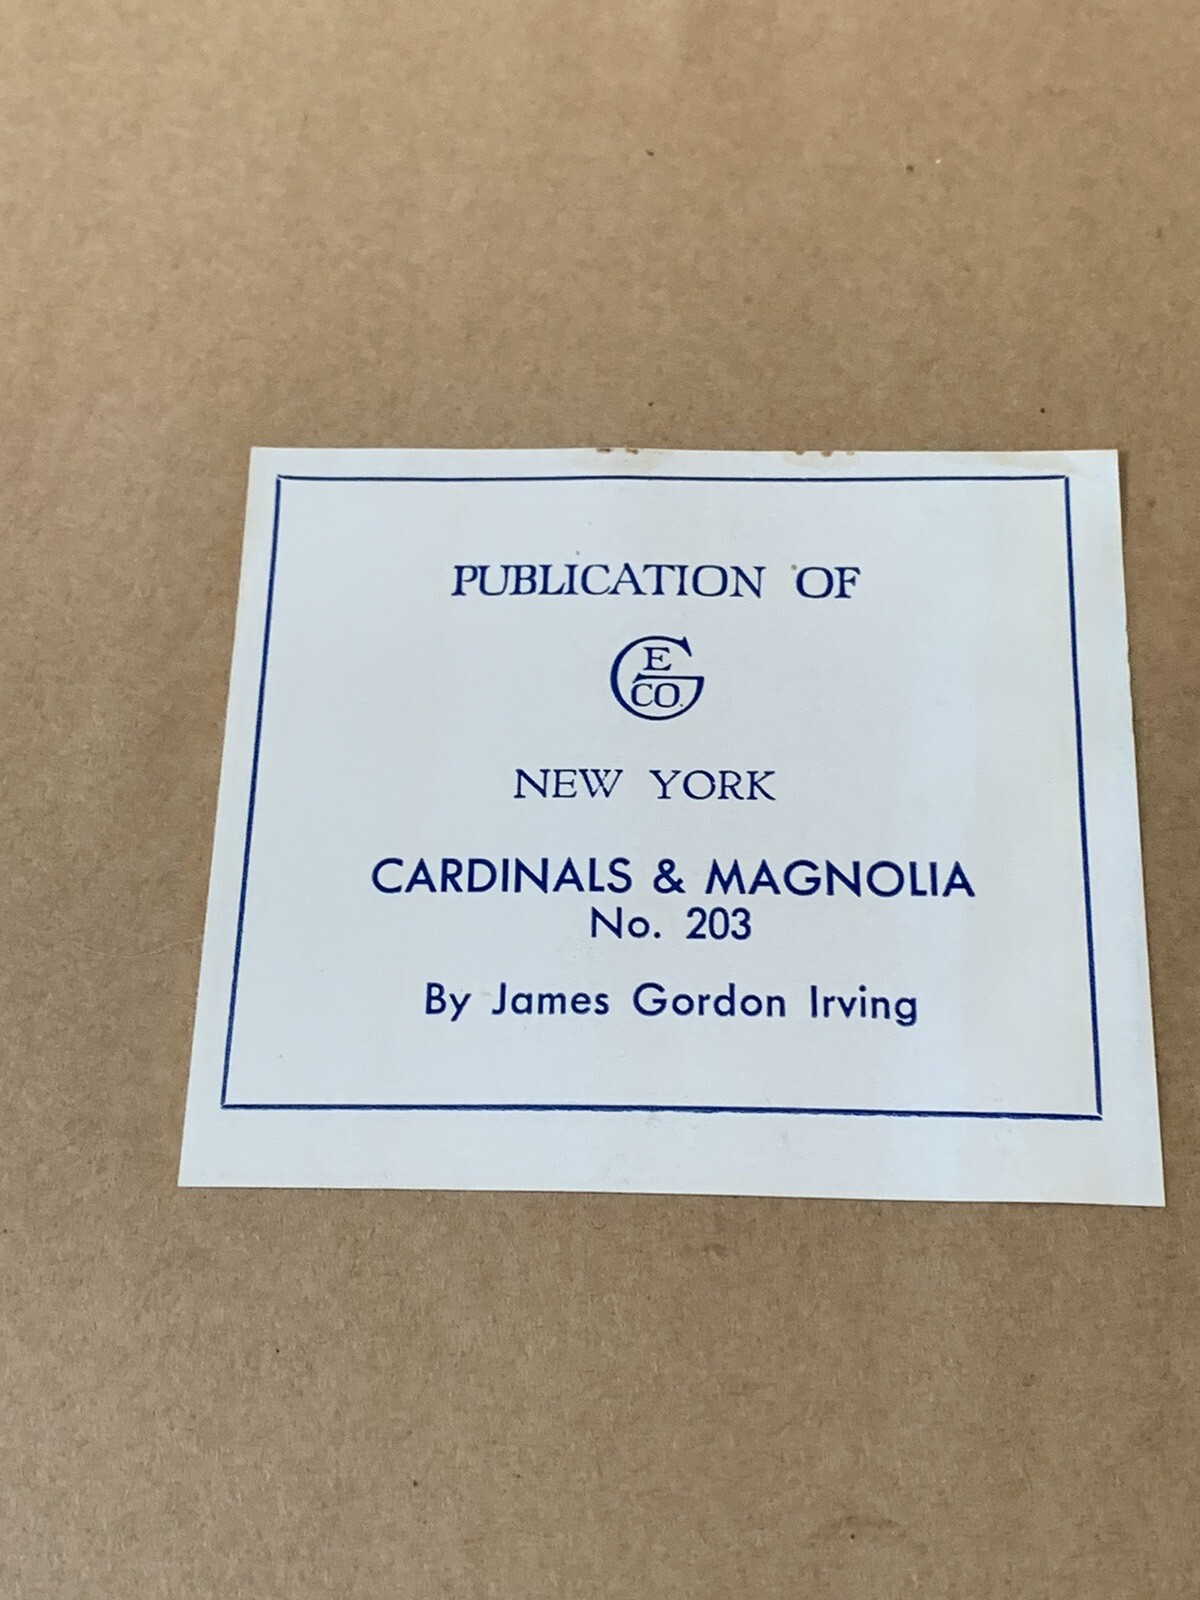 PUBLICATION OF
G E CO.
NEW YORK
CARDINALS & MAGNOLIA
No. 203
By James Gordon Irving